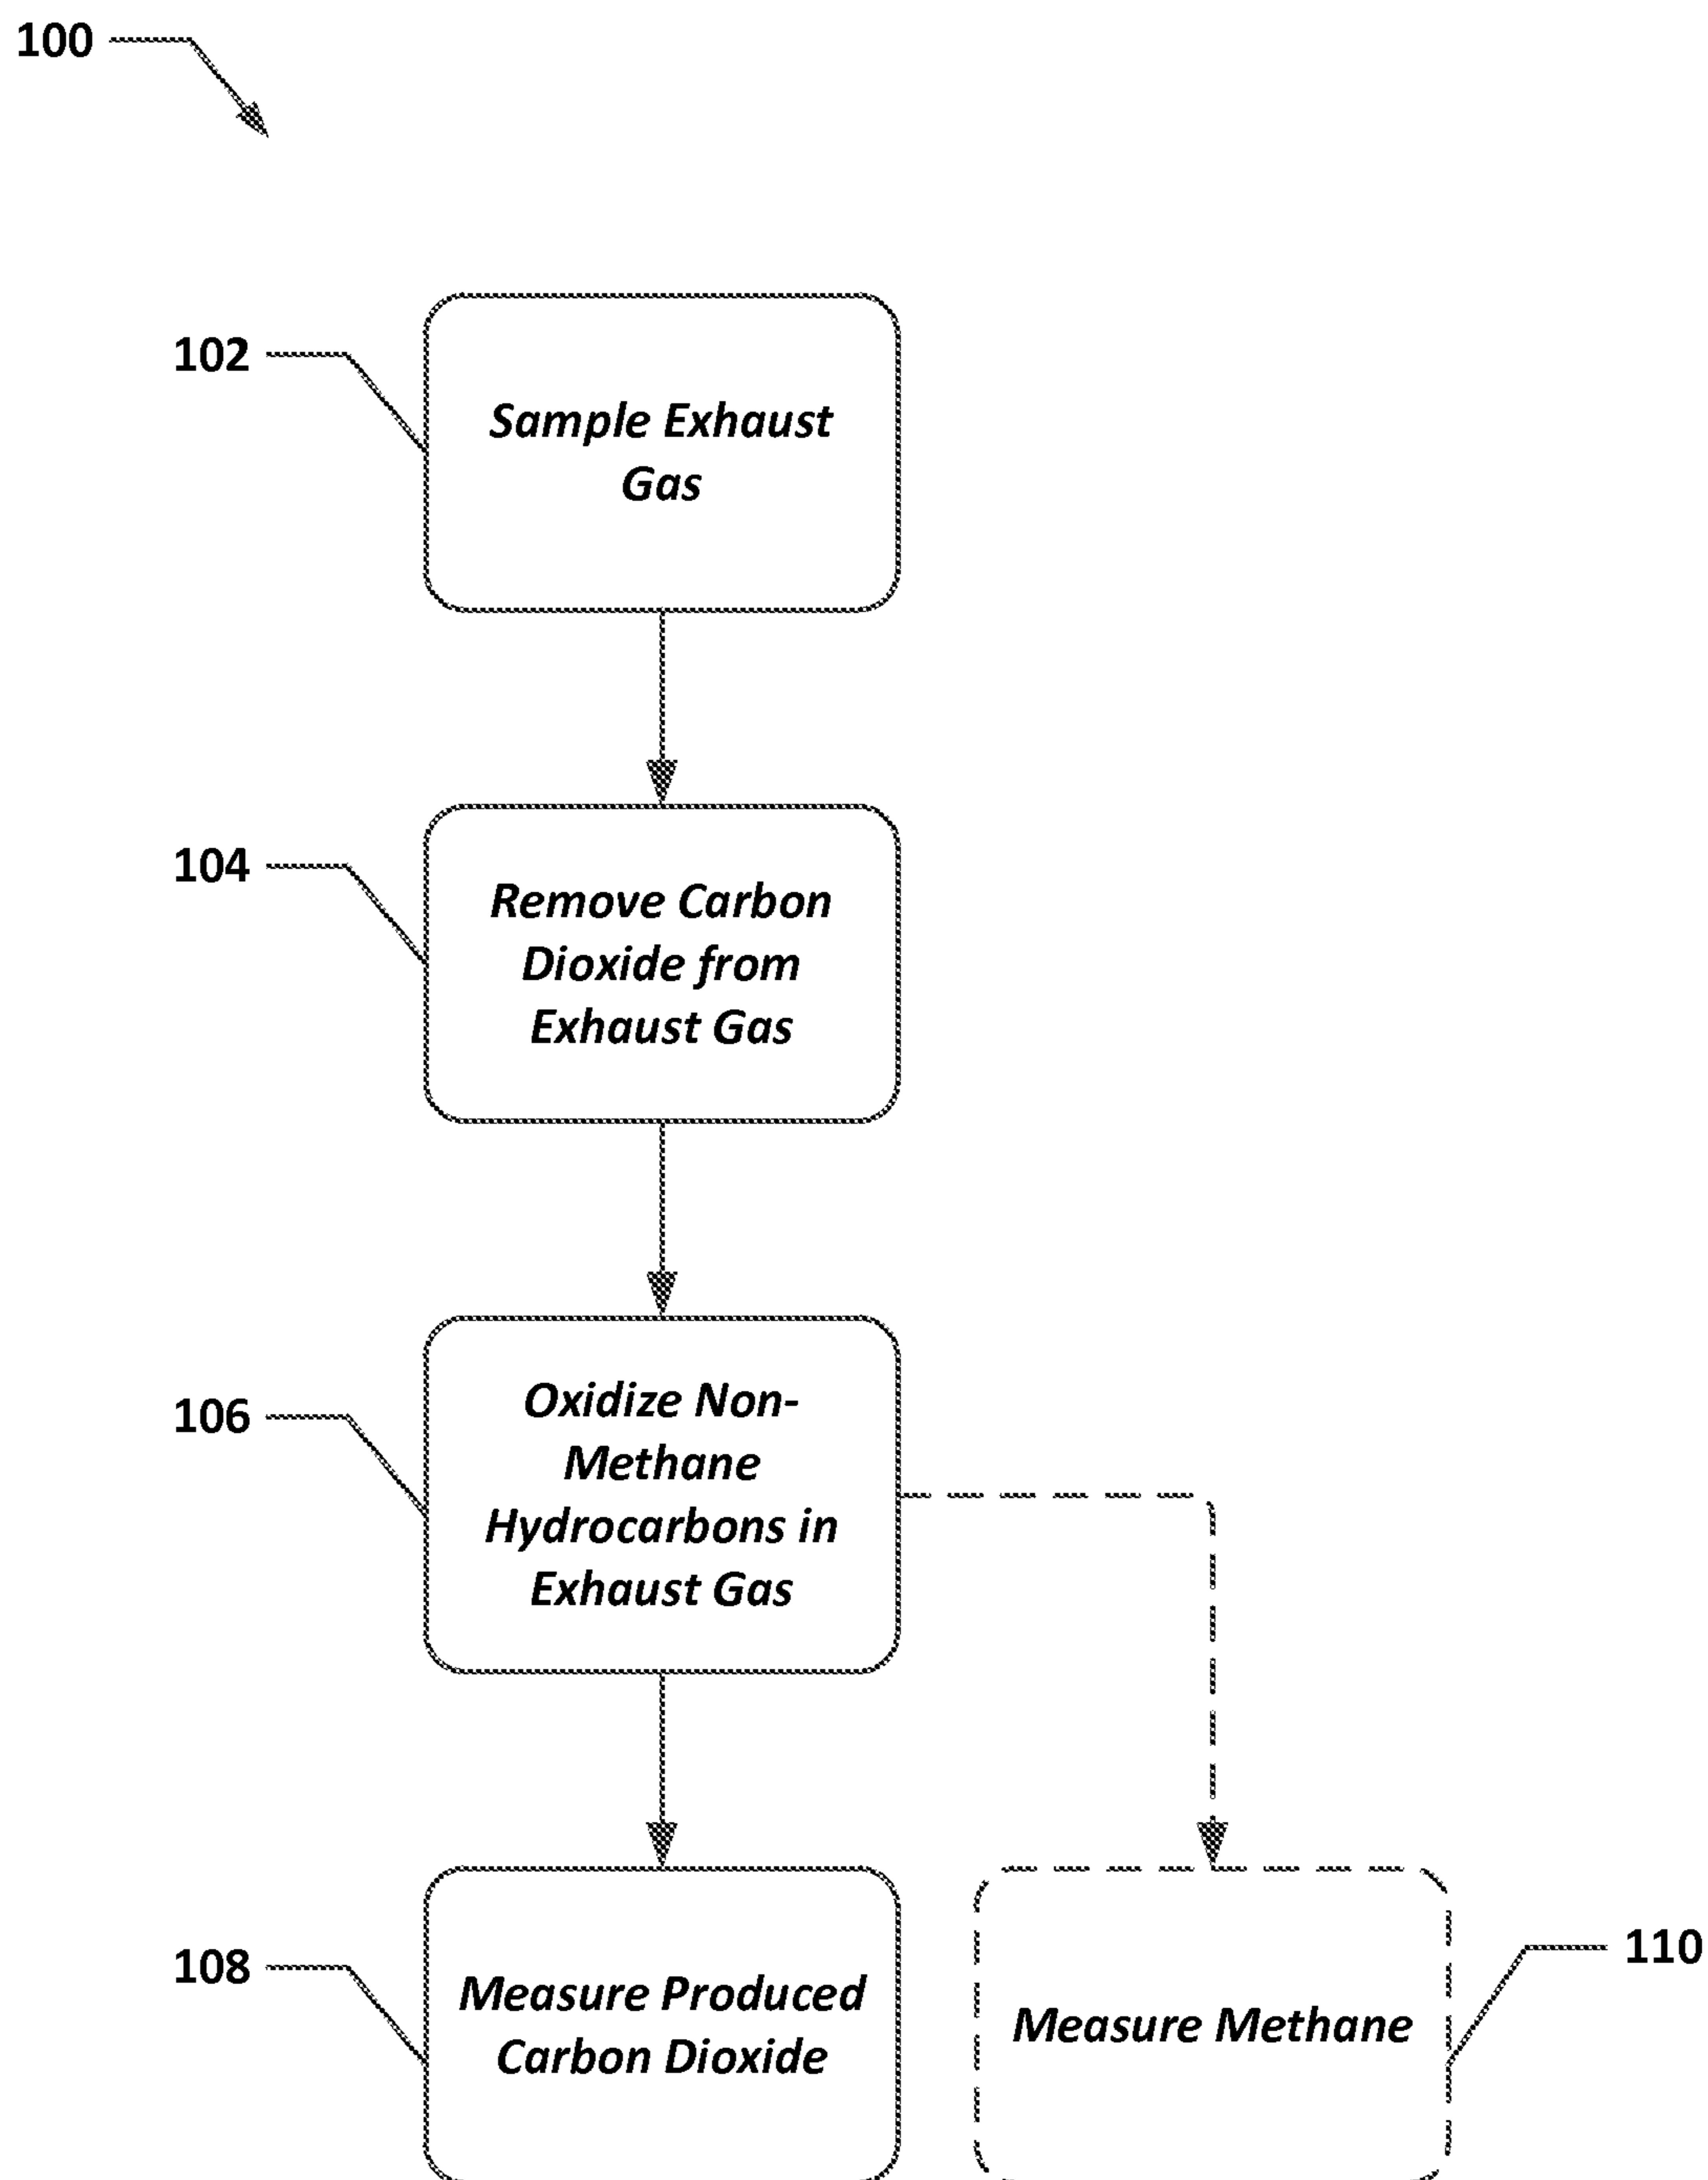 100
102
Sample Exhaust
Gas
104
Remove Carbon
Dioxide from
Exhaust Gas
106
Oxidize Non-
Methane
Hydrocarbons in
Exhaust Gas
108
Measure Produced
Carbon Dioxide
110
Measure Methane